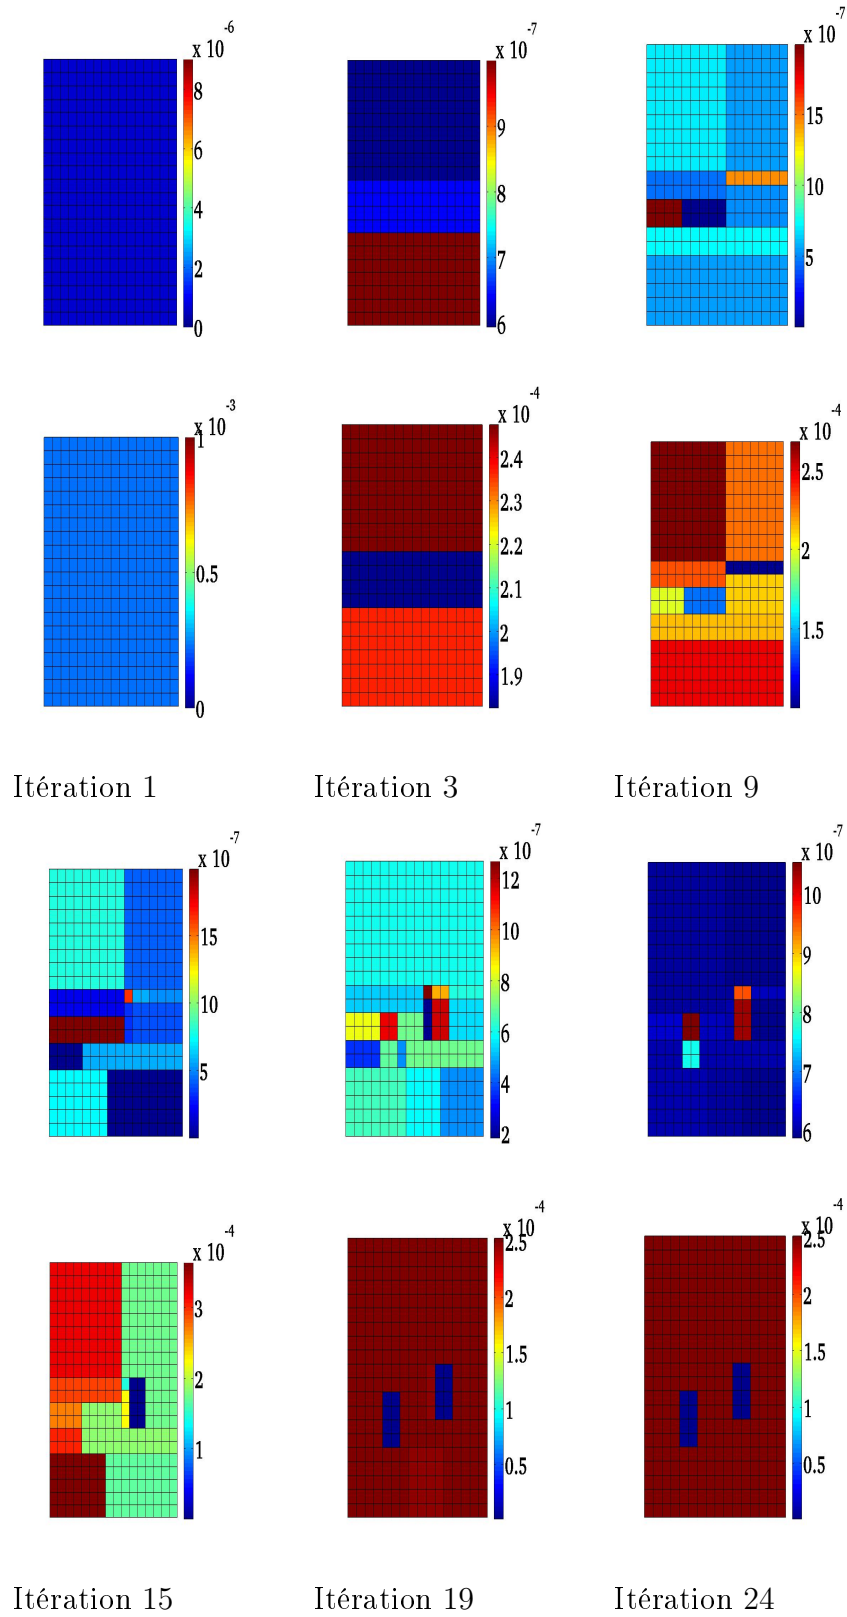 x 10 -6
8
6
4
2
0
x 10 -7
9
8
7
6
x 10 -7
15
10
5
x 10 -3
1
0.5
0
x 10 -4
2.4
2.3
2.2
2.1
2
1.9
x 10 -4
2.5
2
1.5
Itération 1
Itération 3
Itération 9
x 10 -7
15
10
5
x 10 -7
12
10
8
6
4
2
x 10 -7
10
9
8
7
6
x 10 -4
3
2
1
x 10 -4
2.5
2
1.5
1
0.5
x 10 -4
2.5
2
1.5
1
0.5
Itération 15
Itération 19
Itération 24